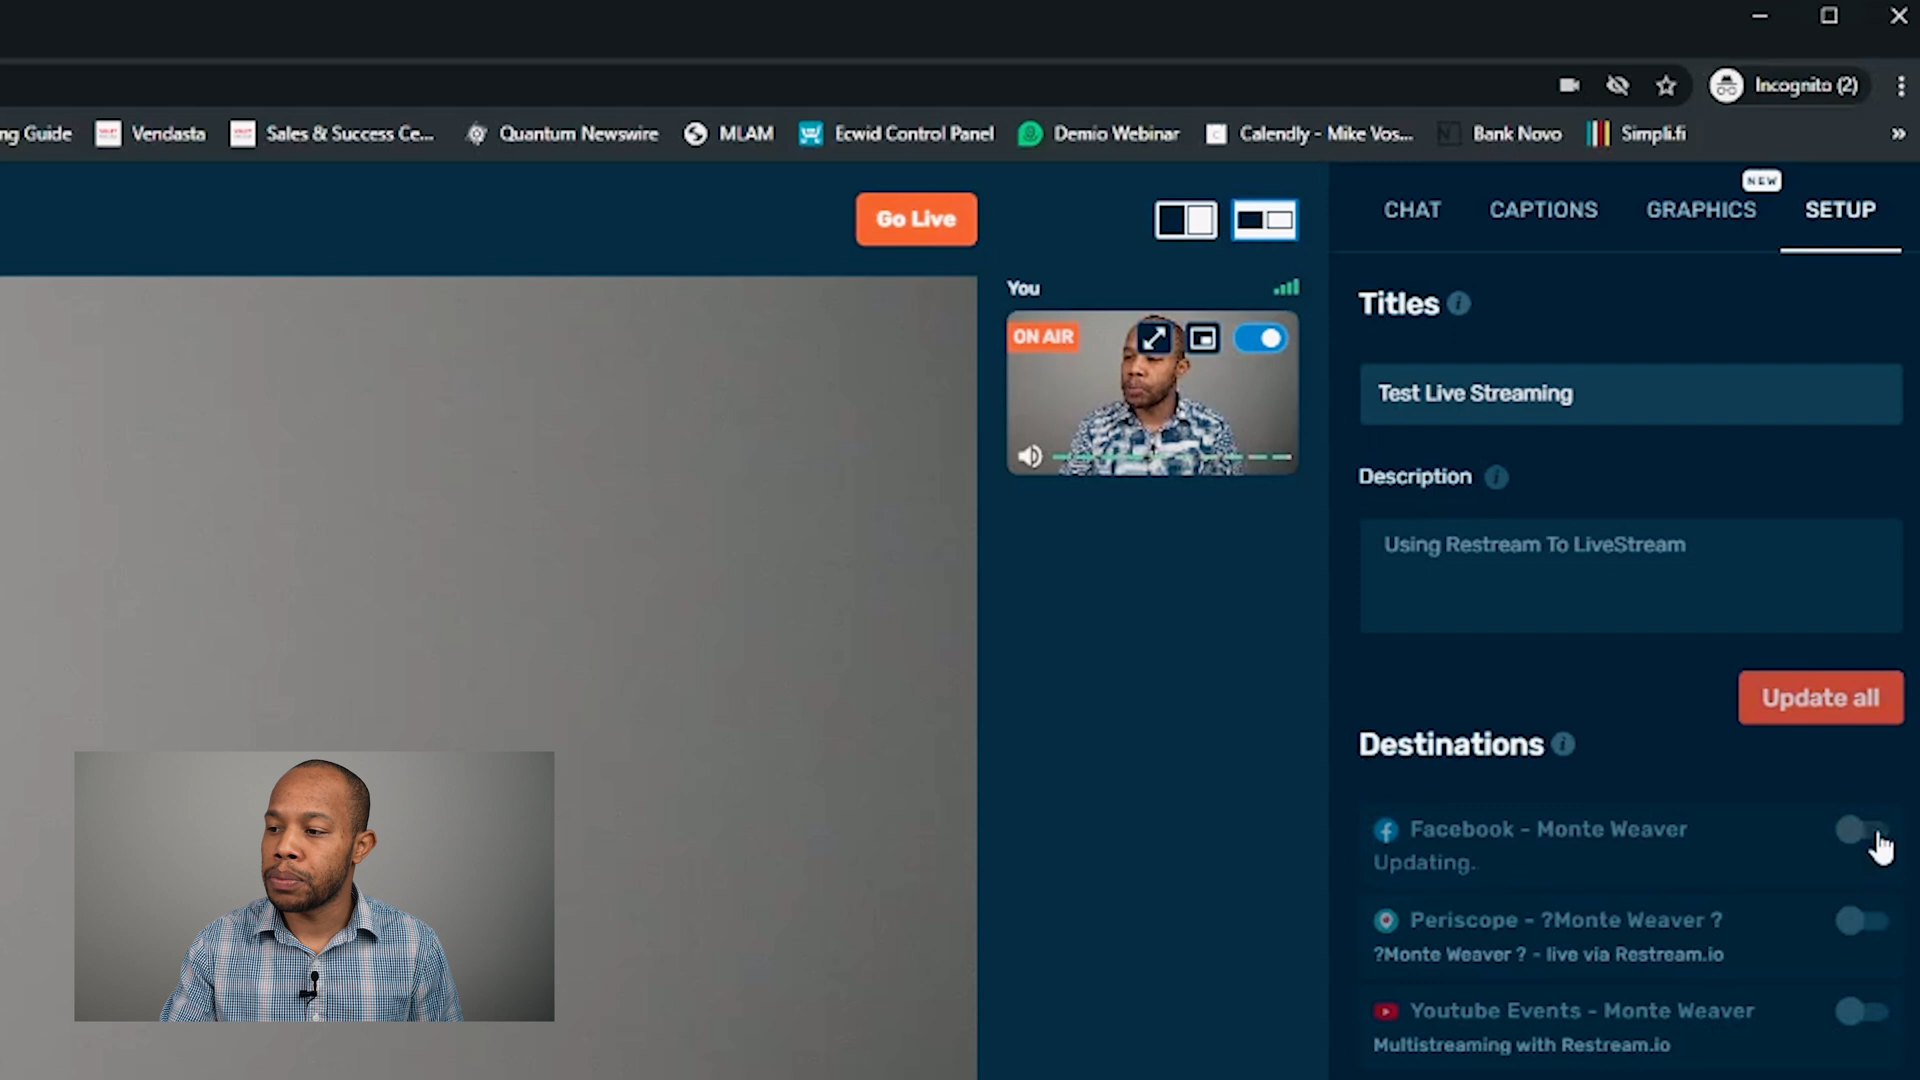 Incognito (2)
ng Guide
Vendasta
Sales & Success Ce...
Quantum Newswire
MLAM
Ecwid Control Panel
Demio Webinar
Calendly - Mike Vos...
Bank Novo
Simpli.fi
»
Go Live
CHAT
CAPTIONS
NEW
GRAPHICS
SETUP
You
ON AIR
Titles
Test Live Streaming
Description
Using Restream To LiveStream
Update all
Destinations
Facebook - Monte Weaver
Updating.
Periscope - ?Monte Weaver ?
?Monte Weaver ? - live via Restream.io
Youtube Events - Monte Weaver
Multistreaming with Restream.io